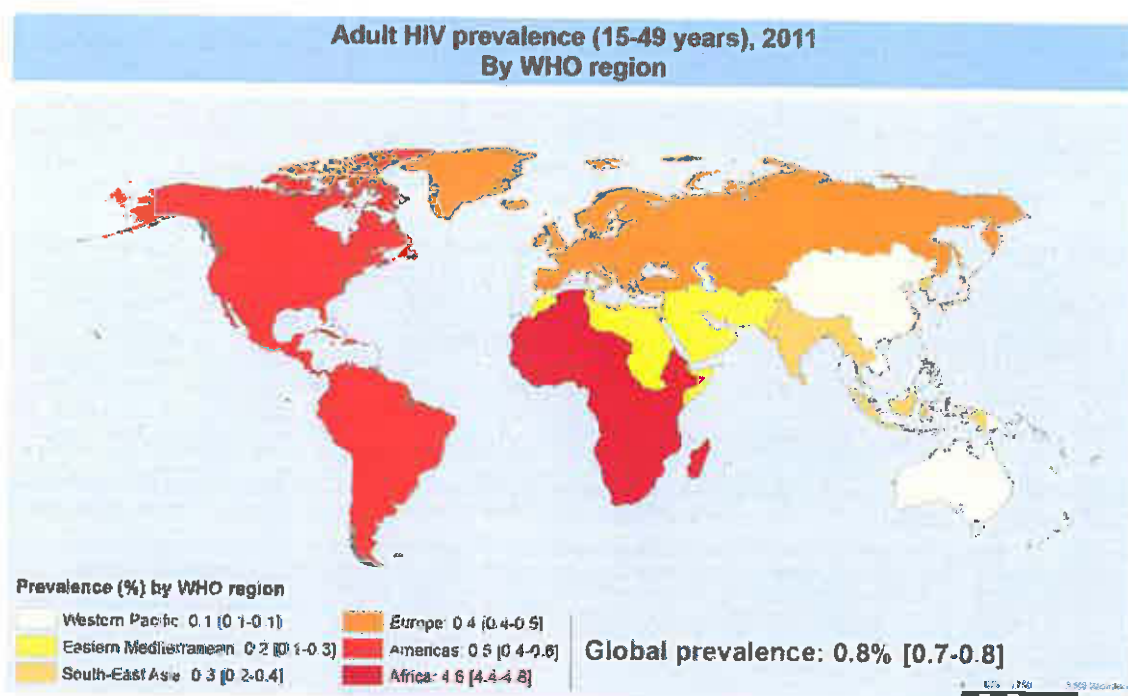 Adult HIV prevalence (15-49 years), 2011
By WHO region
Prevalence (%) by WHO region
Western Pacific: 0.1 [0.1-0.1]
Eastern Mediterranean: 0.2 [0.1-0.3]
South-East Asia: 0.3 [0.2-0.4]
Europe: 0.4 [0.4-0.5]
Americas: 0.5 [0.4-0.6]
Africa: 4.6 [4.4-4.8]
Global prevalence: 0.8% [0.7-0.8]